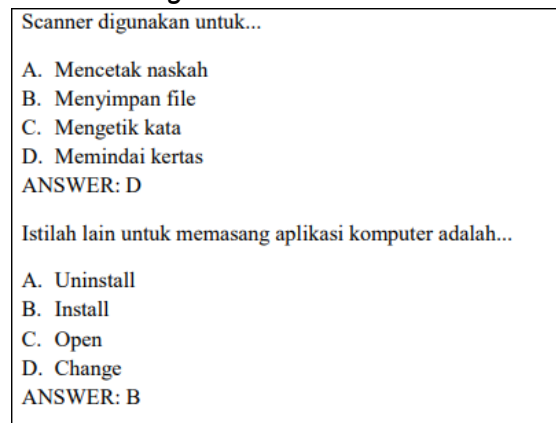 Scanner digunakan untuk...
A. Mencetak naskah
B. Menyimpan file
C. Mengetik kata
D. Memindai kertas
ANSWER: D
Istilah lain untuk memasang aplikasi komputer adalah...
A. Uninstall
B. Install
C. Open
D. Change
ANSWER: B